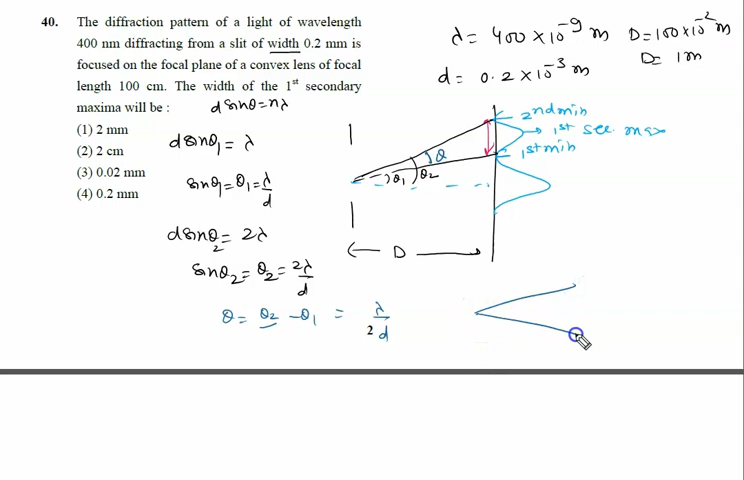 40. The diffraction pattern of a light of wavelength
400 nm diffracting from a slit of width 0.2 mm is
focused on the focal plane of a convex lens of focal
length 100 cm. The width of the 1st secondary
maxima will be :
(1) 2 mm
(2) 2 cm
(3) 0.02 mm
(4) 0.2 mm
d sinθ = nλ
d sinθ1 = λ
sinθ1 = θ1 = λ/d
d sinθ2 = 2λ
sinθ2 = θ2 = 2λ/d
θ = θ2 - θ1 = λ/d
2
λ = 400 × 10^-9 m
D = 100 × 10^-2 m
d = 0.2 × 10^-3 m
D = 1 m
2nd min
1st sec. max
1st min
θ
θ1
θ2
D